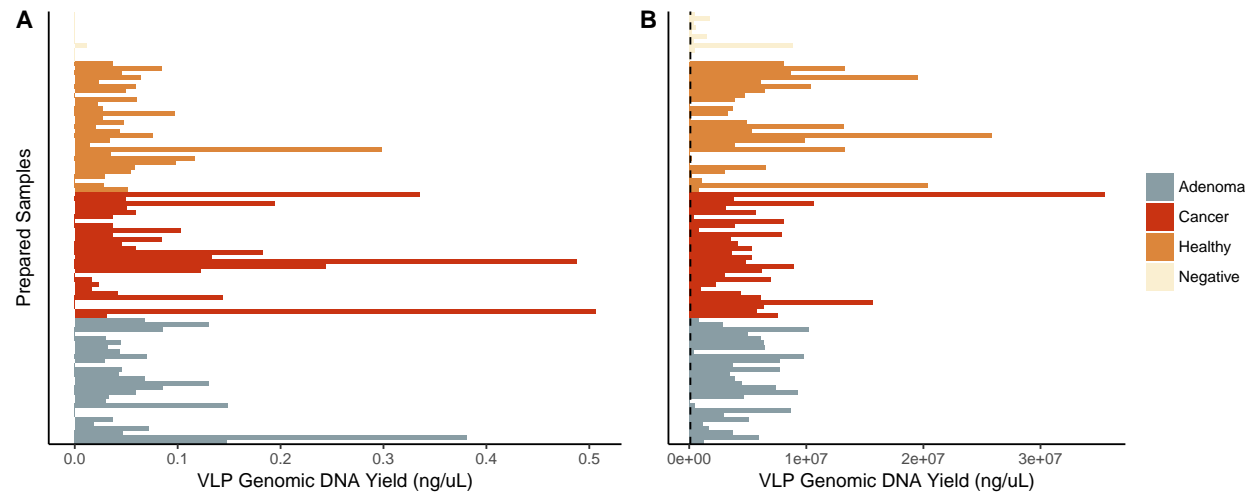 A
B
Prepared Samples
0.0 0.1 0.2 0.3 0.4 0.5
VLP Genomic DNA Yield (ng/uL)
0e+00 1e+07 2e+07 3e+07
VLP Genomic DNA Yield (ng/uL)
Adenoma
Cancer
Healthy
Negative